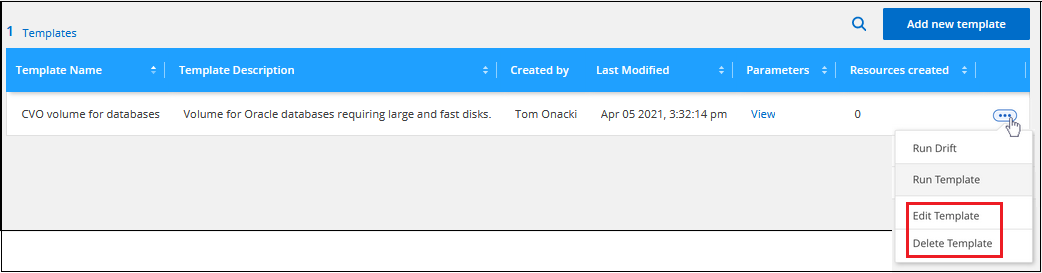 1 Templates
Add new template
Template Name Template Description Created by Last Modified Parameters Resources created
CVO volume for databases Volume for Oracle databases requiring large and fast disks. Tom Onacki Apr 05 2021, 3:32:14 pm View 0
Run Drift
Run Template
Edit Template
Delete Template